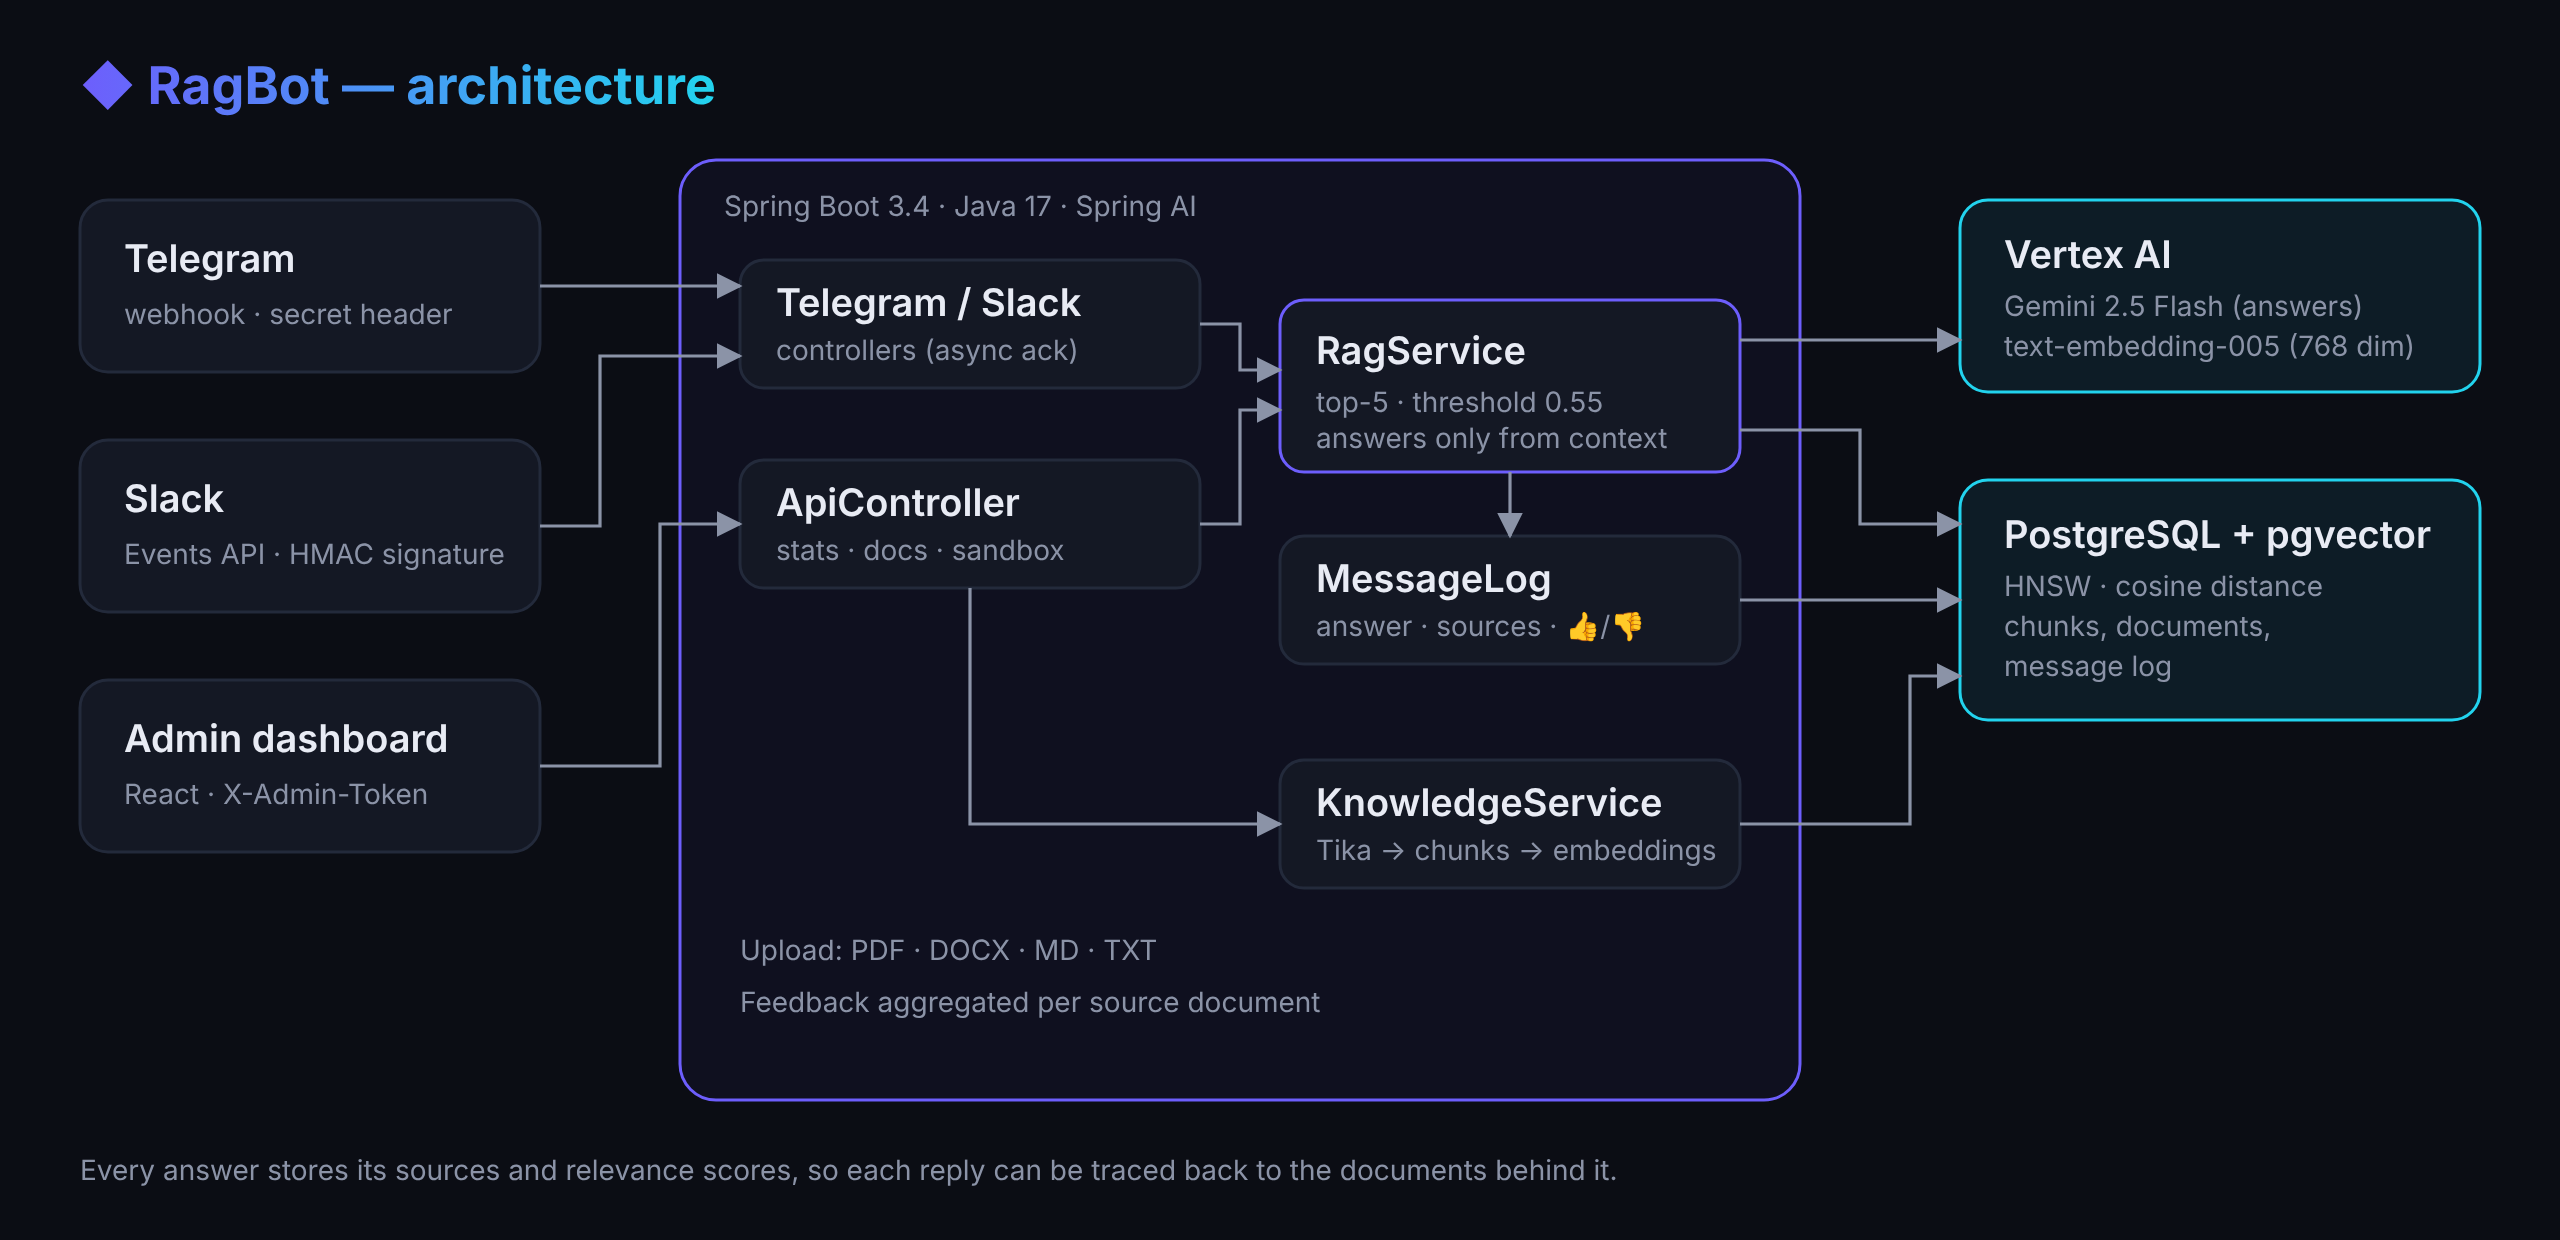 RagBot — architecture
Telegram
webhook · secret header
Slack
Events API · HMAC signature
Admin dashboard
React · X-Admin-Token
Spring Boot 3.4 · Java 17 · Spring AI
Telegram / Slack
controllers (async ack)
ApiController
stats · docs · sandbox
RagService
top-5 · threshold 0.55
answers only from context
MessageLog
answer · sources · 👍/👎
KnowledgeService
Tika → chunks → embeddings
Upload: PDF · DOCX · MD · TXT
Feedback aggregated per source document
Vertex AI
Gemini 2.5 Flash (answers)
text-embedding-005 (768 dim)
PostgreSQL + pgvector
HNSW · cosine distance
chunks, documents,
message log
Every answer stores its sources and relevance scores, so each reply can be traced back to the documents behind it.